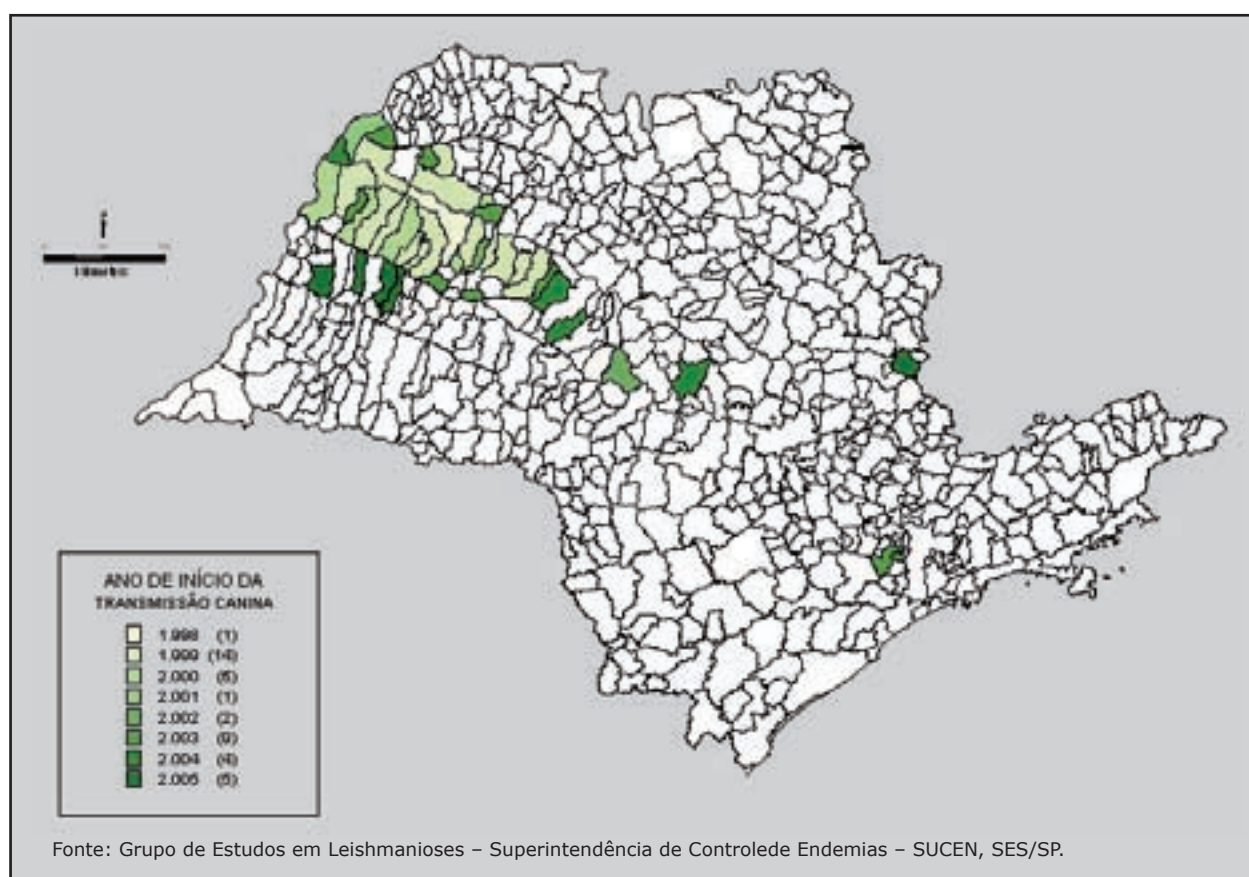 ANO DE INÍCIO DA
TRANSMISSÃO CANINA
1.998 (1)
1.999 (14)
2.000 (6)
2.001 (1)
2.002 (2)
2.003 (9)
2.004 (4)
2.005 (5)
Fonte: Grupo de Estudos em Leishmanioses – Superintendência de Controlede Endemias – SUCEN, SES/SP.